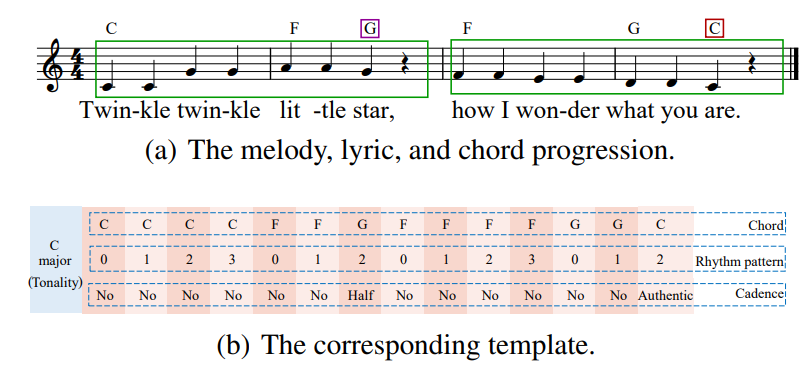 C F G F G C
4
4
Twin-kle twin-kle lit -tle star, how I won-der what you are.
(a) The melody, lyric, and chord progression.
C C C C F F G F F F F G G C Chord
C
major
(Tonality)
0 1 2 3 0 1 2 0 1 2 3 0 1 2 Rhythm pattern
No No No No No No Half No No No No No No Authentic Cadence
(b) The corresponding template.